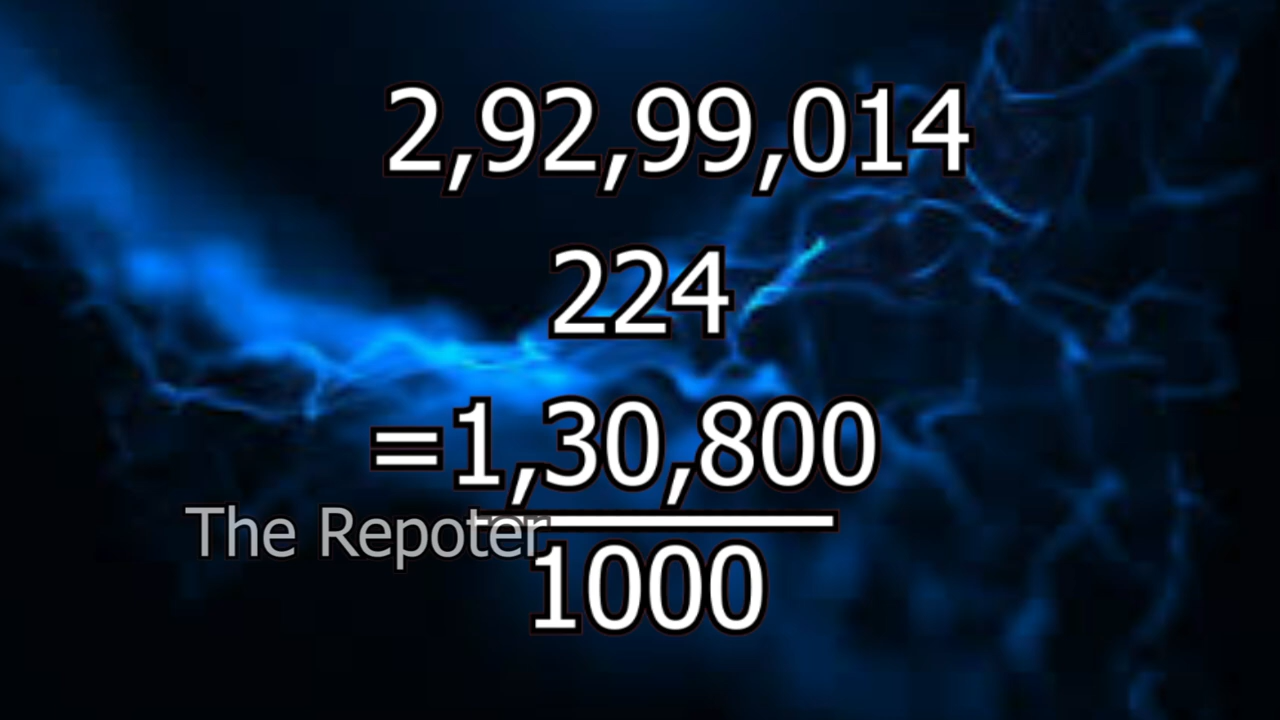 2,92,99,014
224
=1,30,800
The Repoter
1000